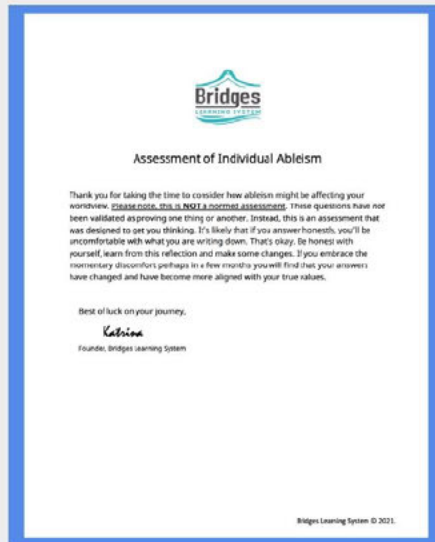 Bridges
LEARNING SYSTEM
Assessment of Individual Ableism
Thank you for taking the time to consider how ableism might be affecting your
worldview. Please note, this is NOT a normed assessment. These questions have not
been validated as proving one thing or another. Instead, this is an assessment that
was designed to get you thinking. It's likely that if you answer honestly, you'll be
uncomfortable with what you are writing down. That's okay. Be honest with
yourself, learn from this reflection and make some changes. If you embrace the
momentary discomfort perhaps in a few months you will find that your answers
have changed and have become more aligned with your true values.
Best of luck on your journey,
Katrina
Founder, Bridges Learning System
Bridges Learning System © 2021.